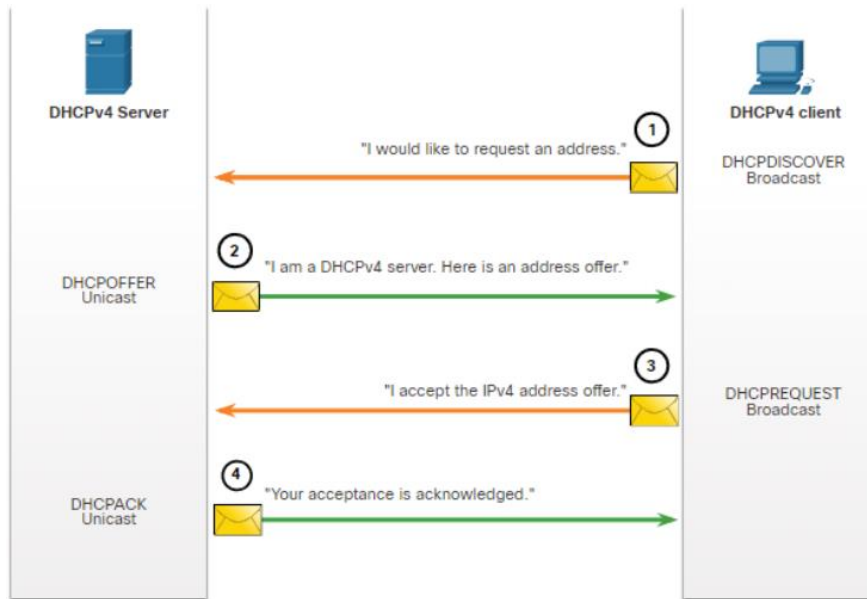 DHCPv4 Server
DHCPv4 client
1
"I would like to request an address."
DHCPDISCOVER
Broadcast
2
"I am a DHCPv4 server. Here is an address offer."
DHCPOFFER
Unicast
3
"I accept the IPv4 address offer."
DHCPREQUEST
Broadcast
4
"Your acceptance is acknowledged."
DHCPACK
Unicast